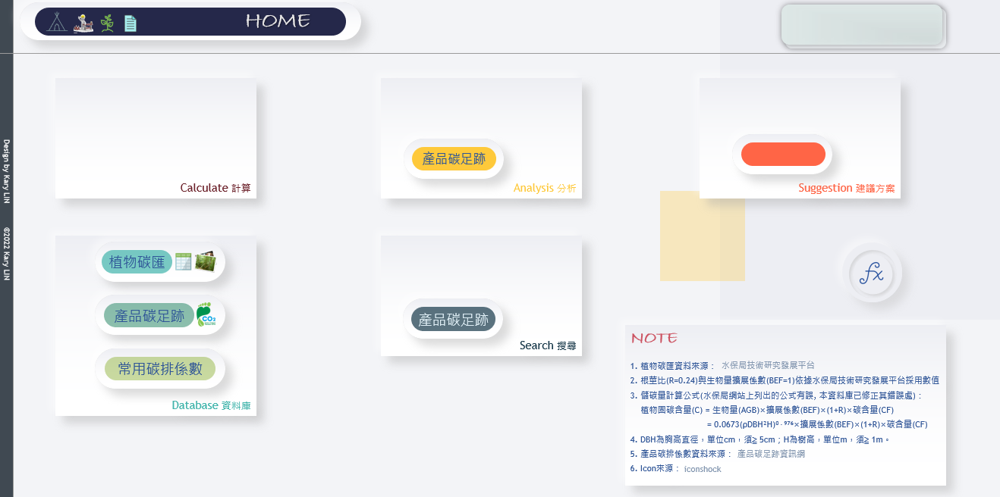 HOME
Calculate 計算
產品碳足跡
Analysis 分析
Suggestion 建議方案
植物碳匯
產品碳足跡
CO₂
常用碳排係數
Database 資料庫
產品碳足跡
Search 搜尋
fx
NOTE
1. 植物碳匯資料來源： 水保局技術研究發展平台
2. 根莖比(R=0.24)與生物量擴展係數(BEF=1)依據水保局技術研究發展平台採用數值
3. 儲碳量計算公式(水保局網站上列出的公式有誤, 本資料庫已修正其錯誤處)：
植物固碳含量(C) = 生物量(AGB)×擴展係數(BEF)×(1+R)×碳含量(CF)
= 0.0673(ρDBH²H)⁰·⁹⁷⁶×擴展係數(BEF)×(1+R)×碳含量(CF)
4. DBH為胸高直徑，單位cm，須≧ 5cm；H為樹高，單位m，須≧ 1m。
5. 產品碳排係數資料來源： 產品碳足跡資訊網
6. Icon來源： iconshock
Design by Kary LIN
©2022 Kary LIN